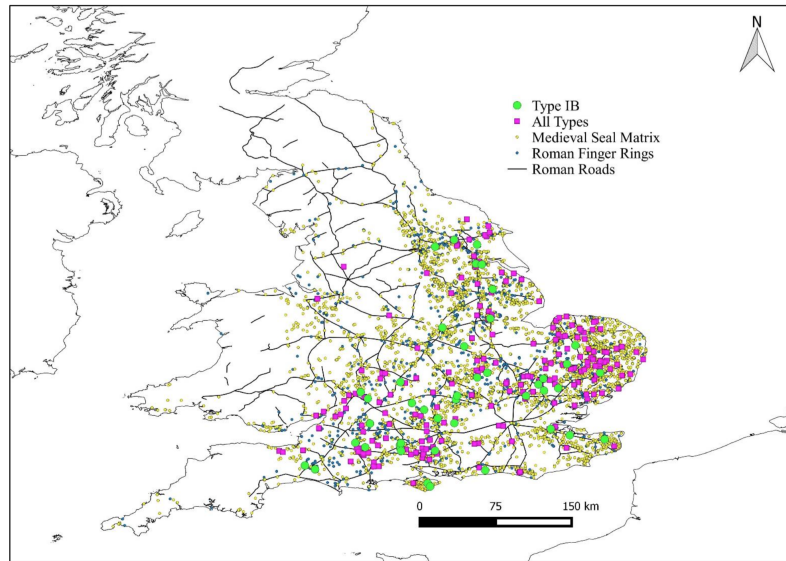 N
Type IB
All Types
Medieval Seal Matrix
Roman Finger Rings
Roman Roads
0 75 150 km